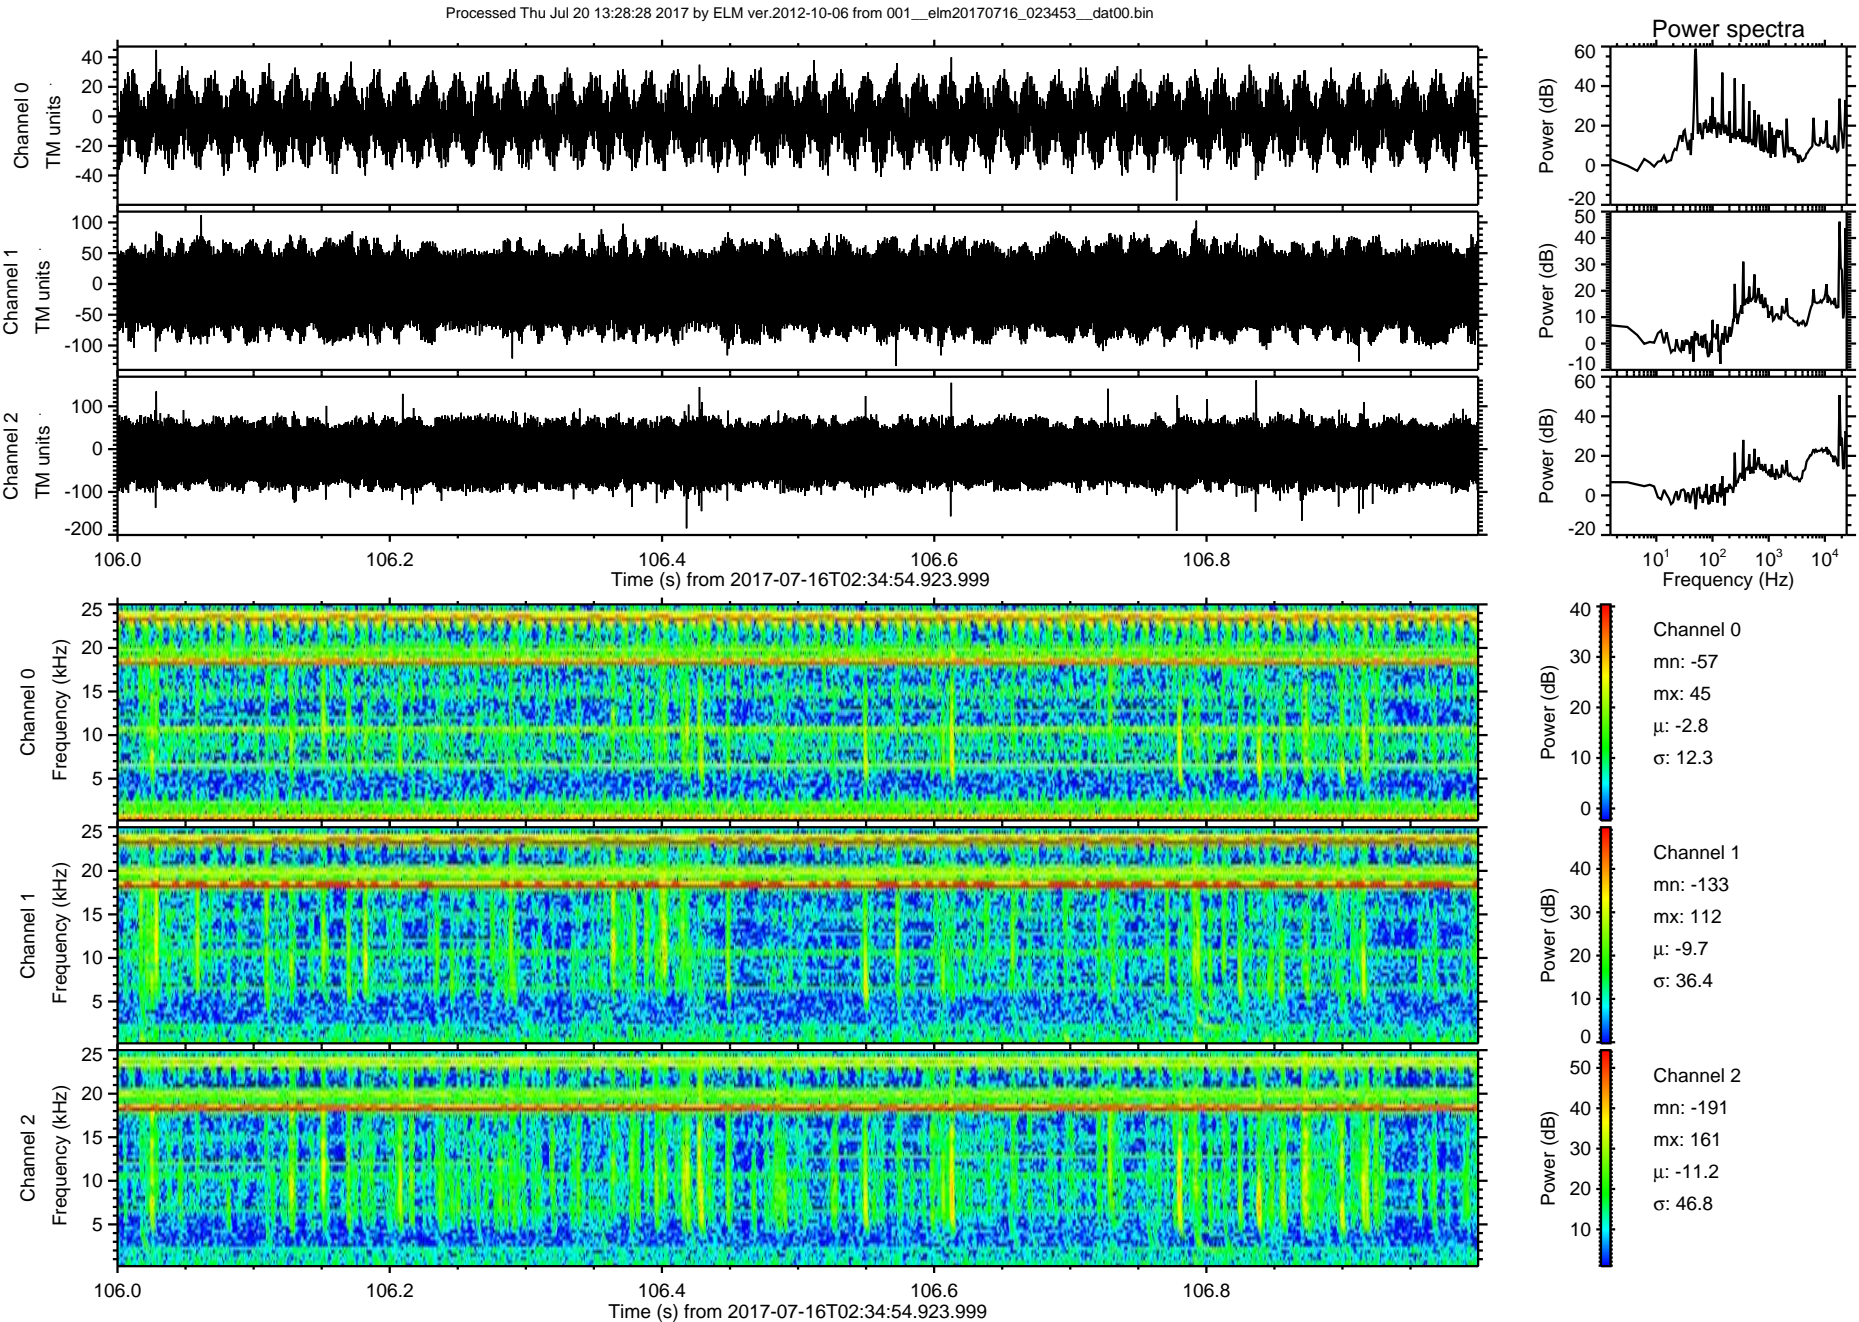 Processed Thu Jul 20 13:28:28 2017 by ELM ver.2012-10-06 from 001__elm20170716_023453__dat00.bin
Power spectra
Channel 0
TM units
40
20
0
-20
-40
Power (dB)
60
40
20
0
-20
Channel 1
TM units
100
50
0
-50
-100
Power (dB)
50
40
30
20
10
0
-10
Channel 2
TM units
100
0
-100
-200
Power (dB)
60
40
20
0
-20
106.0 106.2 106.4 106.6 106.8
Time (s) from 2017-07-16T02:34:54.923.999
10^1 10^2 10^3 10^4
Frequency (Hz)
Channel 0
Frequency (kHz)
25
20
15
10
5
Power (dB)
40
30
20
10
0
Channel 0
mn: -57
mx: 45
μ: -2.8
σ: 12.3
Channel 1
Frequency (kHz)
25
20
15
10
5
Power (dB)
40
30
20
10
0
Channel 1
mn: -133
mx: 112
μ: -9.7
σ: 36.4
Channel 2
Frequency (kHz)
25
20
15
10
5
Power (dB)
50
40
30
20
10
Channel 2
mn: -191
mx: 161
μ: -11.2
σ: 46.8
106.0 106.2 106.4 106.6 106.8
Time (s) from 2017-07-16T02:34:54.923.999